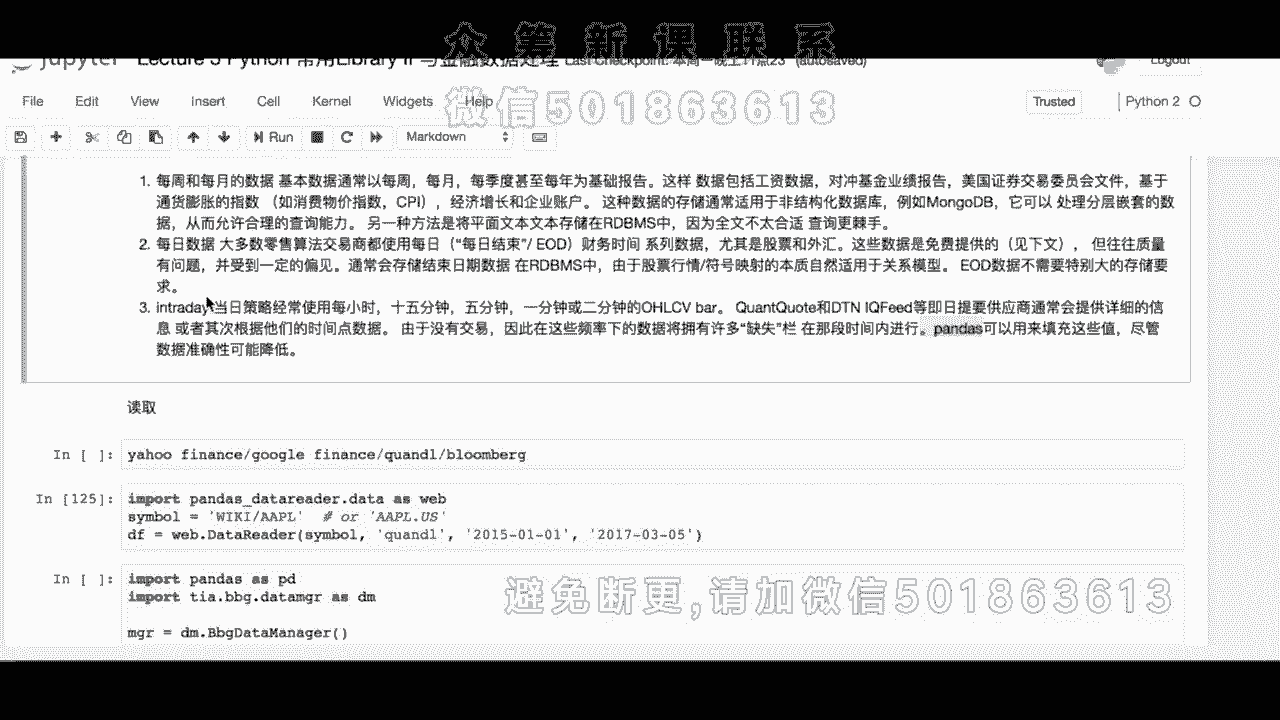 众第新课联系
jupyter Lecture 5 Python 常用Library II 与金融数据处理 Last Checkpoint: 本周一晚上11点23 (autosaved) Logout
微信501863613
File Edit View Insert Cell Kernel Widgets Help Trusted Python 2
Run Markdown
1. 每周和每月的数据 基本数据通常以每周，每月，每季度甚至每年为基础报告。这样 数据包括工资数据，对冲基金业绩报告，美国证券交易委员会文件，基于
通货膨胀的指数 （如消费物价指数，CPI），经济增长和企业账户。 这种数据的存储通常适用于非结构化数据库，例如MongoDB，它可以 处理分层嵌套的数
据，从而允许合理的查询能力。 另一种方法是将平面文本文本存储在RDBMS中，因为全文不太合适 查询更棘手。
2. 每日数据 大多数零售算法交易商都使用每日（“每日结束”/ EOD）财务时间 系列数据，尤其是股票和外汇。这些数据是免费提供的（见下文）， 但往往质量
有问题，并受到一定的偏见。通常会存储结束日期数据 在RDBMS中，由于股票行情/符号映射的本质自然适用于关系模型。 EOD数据不需要特别大的存储要
求。
3. intraday当日策略经常使用每小时，十五分钟，五分钟，一分钟或二分钟的OHLCV bar。 QuantQuote和DTN IQFeed等即日提要供应商通常会提供详细的信
息 或者其次根据他们的时间点数据。 由于没有交易，因此在这些频率下的数据将拥有许多“缺失”栏 在那段时间内进行。pandas可以用来填充这些值，尽管
数据准确性可能降低。
读取
In [ ]: yahoo finance/google finance/quandl/bloomberg
In [125]: import pandas_datareader.data as web
symbol = 'WIKI/AAPL' # or 'AAPL.US'
df = web.DataReader(symbol, 'quandl', '2015-01-01', '2017-03-05')
In [ ]: import pandas as pd
import tia.bbg.datamgr as dm
避免断更,请加微信501863613
mgr = dm.BbgDataManager()